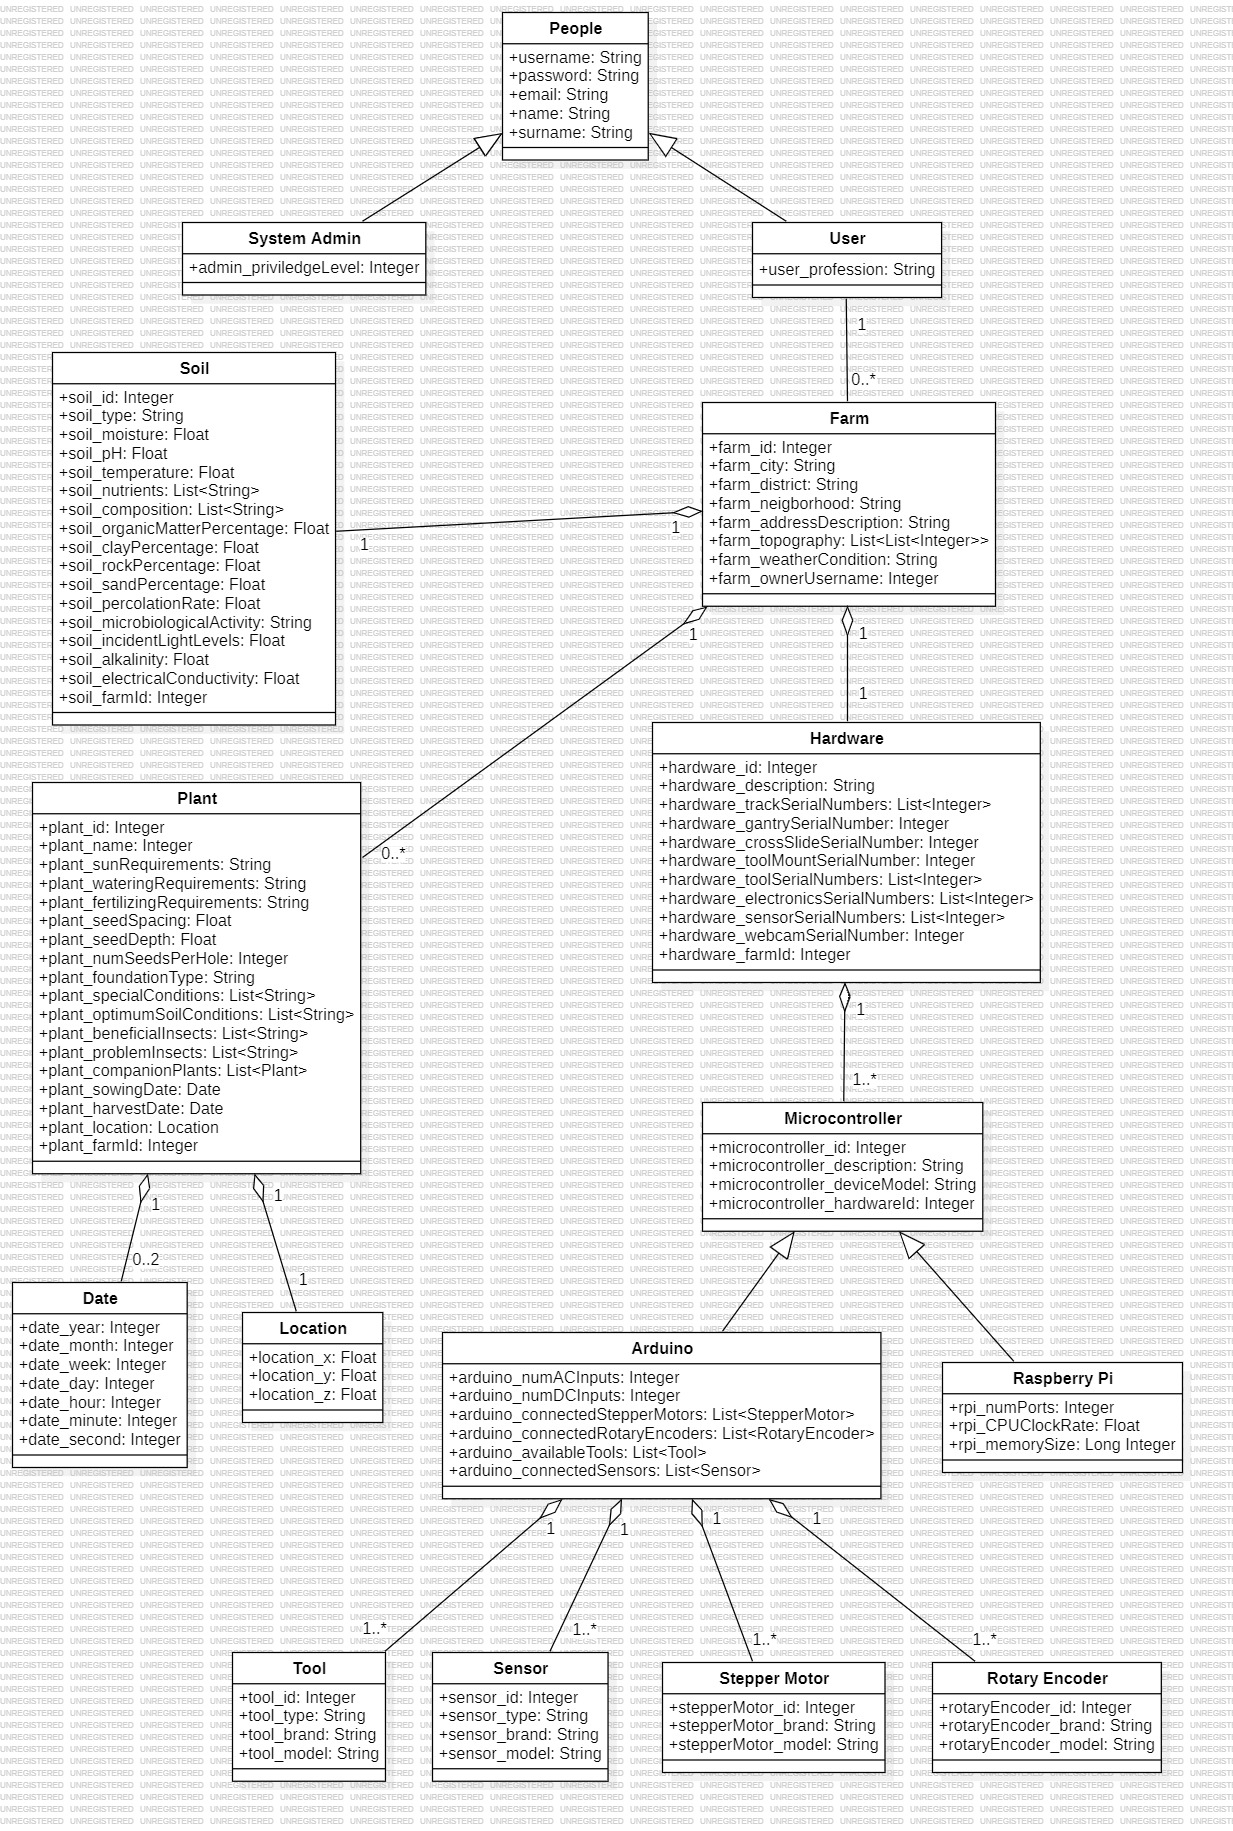 People
+username: String
+password: String
+email: String
+name: String
+surname: String
System Admin
+admin_priviledgeLevel: Integer
User
+user_profession: String
1
0..*
Soil
+soil_id: Integer
+soil_type: String
+soil_moisture: Float
+soil_pH: Float
+soil_temperature: Float
+soil_nutrients: List<String>
+soil_composition: List<String>
+soil_organicMatterPercentage: Float
+soil_clayPercentage: Float
+soil_rockPercentage: Float
+soil_sandPercentage: Float
+soil_percolationRate: Float
+soil_microbiologicalActivity: String
+soil_incidentLightLevels: Float
+soil_alkalinity: Float
+soil_electricalConductivity: Float
+soil_farmId: Integer
1
1
Farm
+farm_id: Integer
+farm_city: String
+farm_district: String
+farm_neigborhood: String
+farm_addressDescription: String
+farm_topography: List<List<Integer>>
+farm_weatherCondition: String
+farm_ownerUsername: Integer
1
0..*
1
1
Hardware
+hardware_id: Integer
+hardware_description: String
+hardware_trackSerialNumbers: List<Integer>
+hardware_gantrySerialNumber: Integer
+hardware_crossSlideSerialNumber: Integer
+hardware_toolMountSerialNumber: Integer
+hardware_toolSerialNumbers: List<Integer>
+hardware_electronicsSerialNumbers: List<Integer>
+hardware_sensorSerialNumbers: List<Integer>
+hardware_webcamSerialNumber: Integer
+hardware_farmId: Integer
1
1..*
Plant
+plant_id: Integer
+plant_name: Integer
+plant_sunRequirements: String
+plant_wateringRequirements: String
+plant_fertilizingRequirements: String
+plant_seedSpacing: Float
+plant_seedDepth: Float
+plant_numSeedsPerHole: Integer
+plant_foundationType: String
+plant_specialConditions: List<String>
+plant_optimumSoilConditions: List<String>
+plant_beneficialInsects: List<String>
+plant_problemInsects: List<String>
+plant_companionPlants: List<Plant>
+plant_sowingDate: Date
+plant_harvestDate: Date
+plant_location: Location
+plant_farmId: Integer
1
0..2
1
1
Microcontroller
+microcontroller_id: Integer
+microcontroller_description: String
+microcontroller_deviceModel: String
+microcontroller_hardwareId: Integer
Date
+date_year: Integer
+date_month: Integer
+date_week: Integer
+date_day: Integer
+date_hour: Integer
+date_minute: Integer
+date_second: Integer
Location
+location_x: Float
+location_y: Float
+location_z: Float
Arduino
+arduino_numACInputs: Integer
+arduino_numDCInputs: Integer
+arduino_connectedStepperMotors: List<StepperMotor>
+arduino_connectedRotaryEncoders: List<RotaryEncoder>
+arduino_availableTools: List<Tool>
+arduino_connectedSensors: List<Sensor>
Raspberry Pi
+rpi_numPorts: Integer
+rpi_CPUClockRate: Float
+rpi_memorySize: Long Integer
1
1
1
1
1..*
1..*
1..*
1..*
Tool
+tool_id: Integer
+tool_type: String
+tool_brand: String
+tool_model: String
Sensor
+sensor_id: Integer
+sensor_type: String
+sensor_brand: String
+sensor_model: String
Stepper Motor
+stepperMotor_id: Integer
+stepperMotor_brand: String
+stepperMotor_model: String
Rotary Encoder
+rotaryEncoder_id: Integer
+rotaryEncoder_brand: String
+rotaryEncoder_model: String
UNREGISTERED